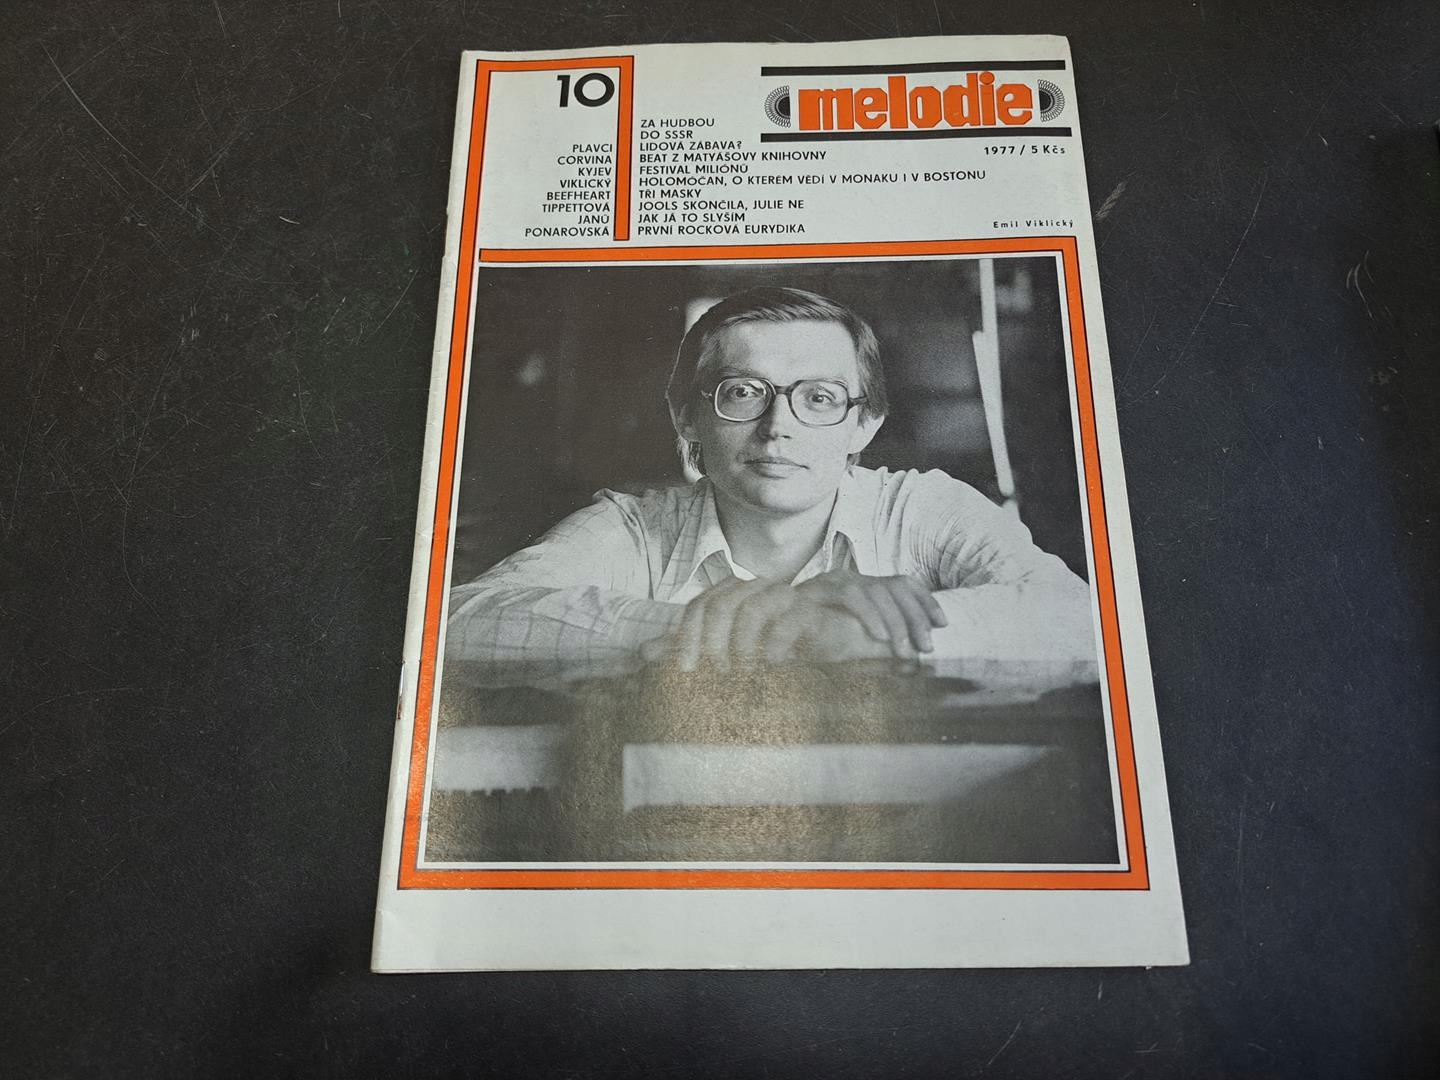 10
melodie
1977 / 5 Kčs
ZA HUDBOU
DO SSSR
PLAVCI LIDOVÁ ZÁBAVA?
CORVINA BEAT Z MATYÁŠOVY KNIHOVNY
KYJEV FESTIVAL MILIÓNŮ
VIKLICKÝ HOLOMÓCAN, O KTERÉM VĚDÍ V MONAKU I V BOSTONU
BEEFHEART TŘI MASKY
TIPPETTOVÁ JOOLS SKONČILA, JULIE NE
JANŮ JAK JÁ TO SLYŠÍM
PONAROVSKÁ PRVNÍ ROCKOVÁ EURYDIKA
Emil Viklický